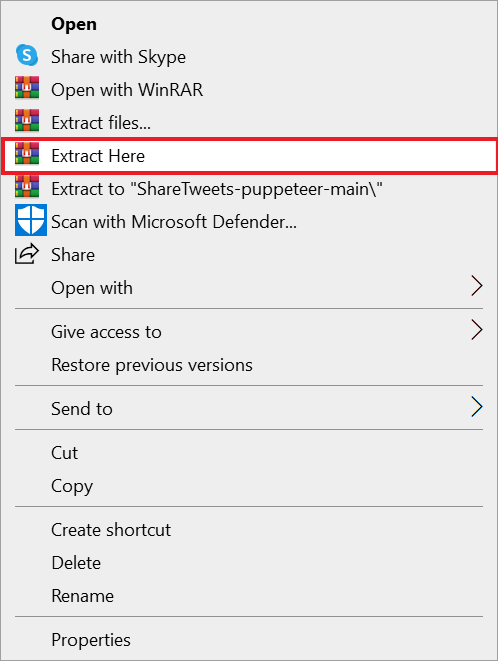 Open
Share with Skype
Open with WinRAR
Extract files...
Extract Here
Extract to "ShareTweets-puppeteer-main\"
Scan with Microsoft Defender...
Share
Open with
Give access to
Restore previous versions
Send to
Cut
Copy
Create shortcut
Delete
Rename
Properties